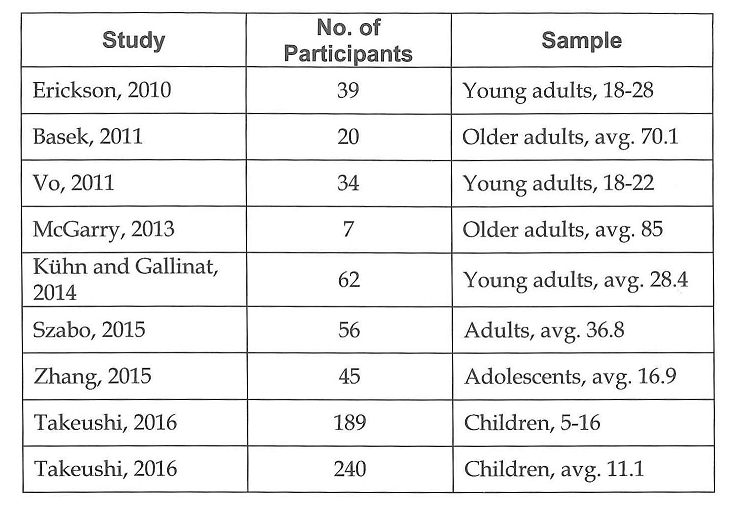 Study No. of Participants Sample
Erickson, 2010 39 Young adults, 18-28
Basek, 2011 20 Older adults, avg. 70.1
Vo, 2011 34 Young adults, 18-22
McGarry, 2013 7 Older adults, avg. 85
Kühn and Gallinat, 2014 62 Young adults, avg. 28.4
Szabo, 2015 56 Adults, avg. 36.8
Zhang, 2015 45 Adolescents, avg. 16.9
Takeushi, 2016 189 Children, 5-16
Takeushi, 2016 240 Children, avg. 11.1